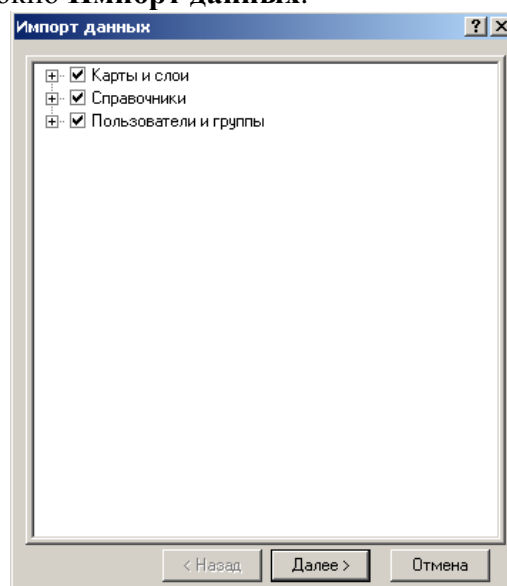 окно Импорт данных.
Импорт данных
Карты и слои
Справочники
Пользователи и группы
< Назад Далее > Отмена